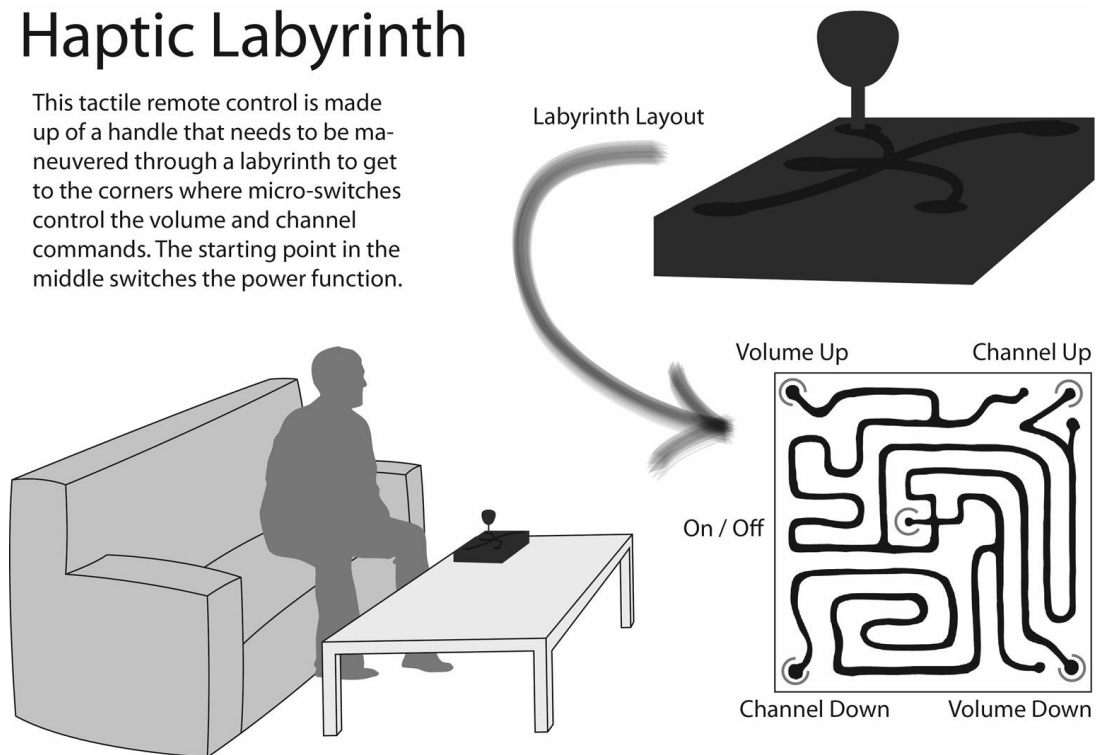 Haptic Labyrinth
This tactile remote control is made
up of a handle that needs to be ma-
neuvered through a labyrinth to get
to the corners where micro-switches
control the volume and channel
commands. The starting point in the
middle switches the power function.
Labyrinth Layout
Volume Up
Channel Up
On / Off
Channel Down
Volume Down